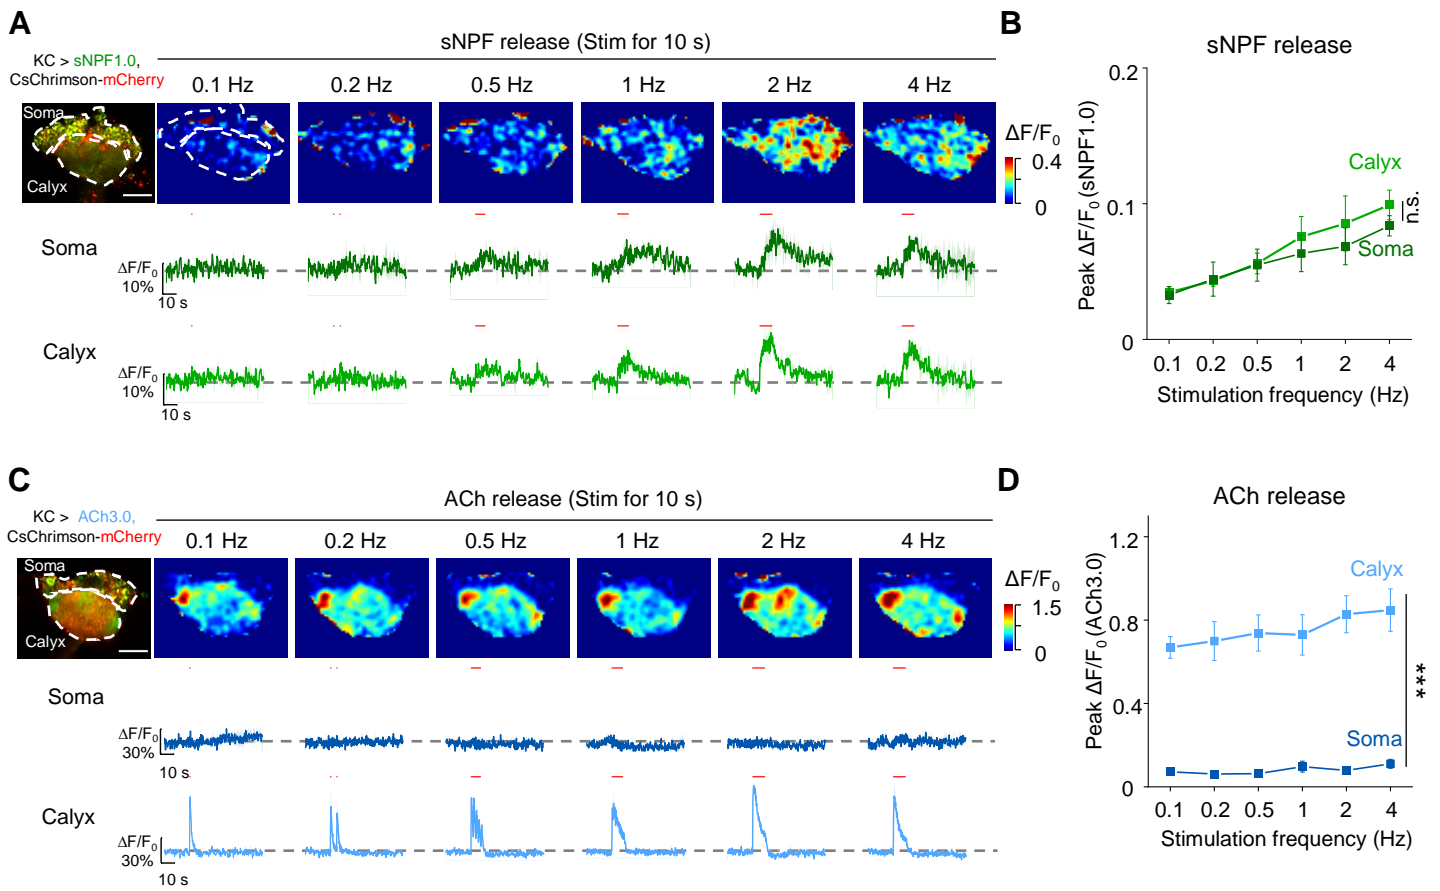 A
sNPF release (Stim for 10 s)
KC > sNPF1.0,
CsChrimson-mCherry
0.1 Hz
0.2 Hz
0.5 Hz
1 Hz
2 Hz
4 Hz
Soma
Calyx
ΔF/F0
0.4
0
Soma
ΔF/F0
10%
10 s
Calyx
ΔF/F0
10%
10 s
B
sNPF release
Peak ΔF/F0 (sNPF1.0)
0.2
0.1
0
Calyx
Soma
n.s.
0.1 0.2 0.5 1 2 4
Stimulation frequency (Hz)
C
ACh release (Stim for 10 s)
KC > ACh3.0,
CsChrimson-mCherry
0.1 Hz
0.2 Hz
0.5 Hz
1 Hz
2 Hz
4 Hz
Soma
Calyx
ΔF/F0
1.5
0
Soma
ΔF/F0
30%
10 s
Calyx
ΔF/F0
30%
10 s
D
ACh release
Peak ΔF/F0 (ACh3.0)
1.2
0.8
0.4
0
Calyx
Soma
***
0.1 0.2 0.5 1 2 4
Stimulation frequency (Hz)